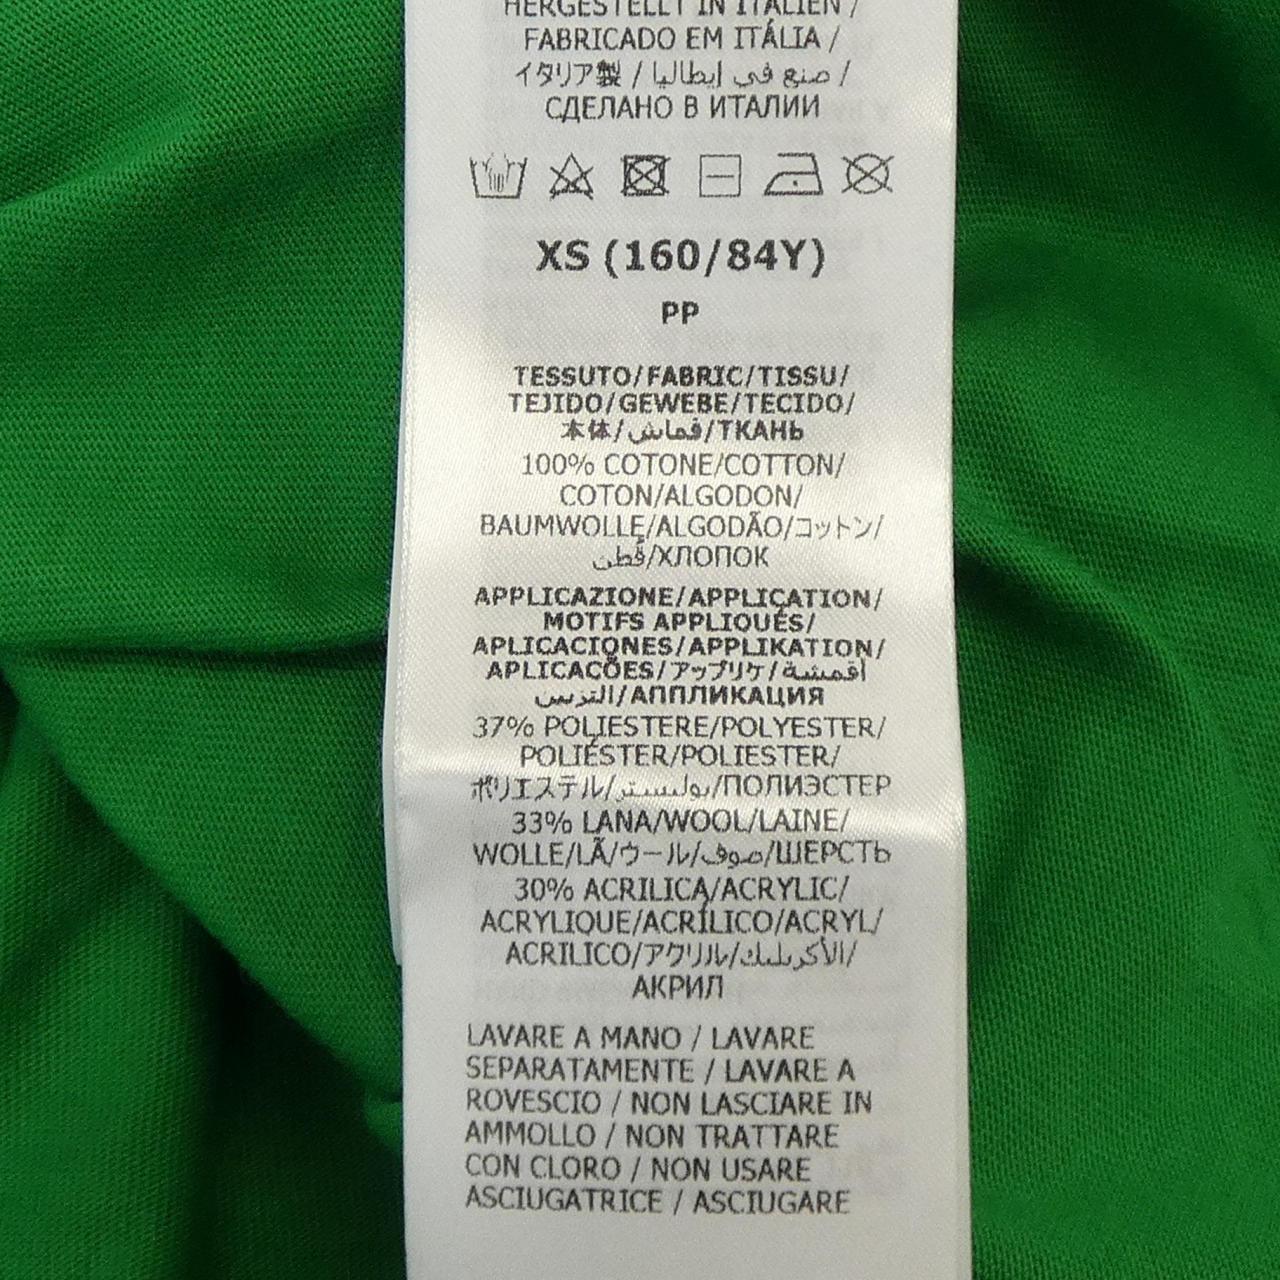 HERGESTELLT IN ITALIEN /
FABRICADO EM ITÁLIA /
イタリア製 / صنع في إيطاليا /
СДЕЛАНО В ИТАЛИИ
XS (160/84Y)
PP
TESSUTO/FABRIC/TISSU/
TEJIDO/GEWEBE/TECIDO/
本体/قماش/ТКАНЬ
100% COTONE/COTTON/
COTON/ALGODON/
BAUMWOLLE/ALGODÃO/コットン/
قُطن/ХЛОПОК
APPLICAZIONE/APPLICATION/
MOTIFS APPLIQUÉS/
APLICACIONES/APPLIKATION/
APLICACÕES/アップリケ/أقمشة
التزيين/АППЛИКАЦИЯ
37% POLIESTERE/POLYESTER/
POLIÉSTER/POLIESTER/
ポリエステル/بوليستر/ПОЛИЭСТЕР
33% LANA/WOOL/LAINE/
WOLLE/LÃ/ウール/صوف/ШЕРСТЬ
30% ACRILICA/ACRYLIC/
ACRYLIQUE/ACRÍLICO/ACRYL/
ACRILICO/アクリル/الأكريليك/
АКРИЛ
LAVARE A MANO / LAVARE
SEPARATAMENTE / LAVARE A
ROVESCIO / NON LASCIARE IN
AMMOLLO / NON TRATTARE
CON CLORO / NON USARE
ASCIUGATRICE / ASCIUGARE